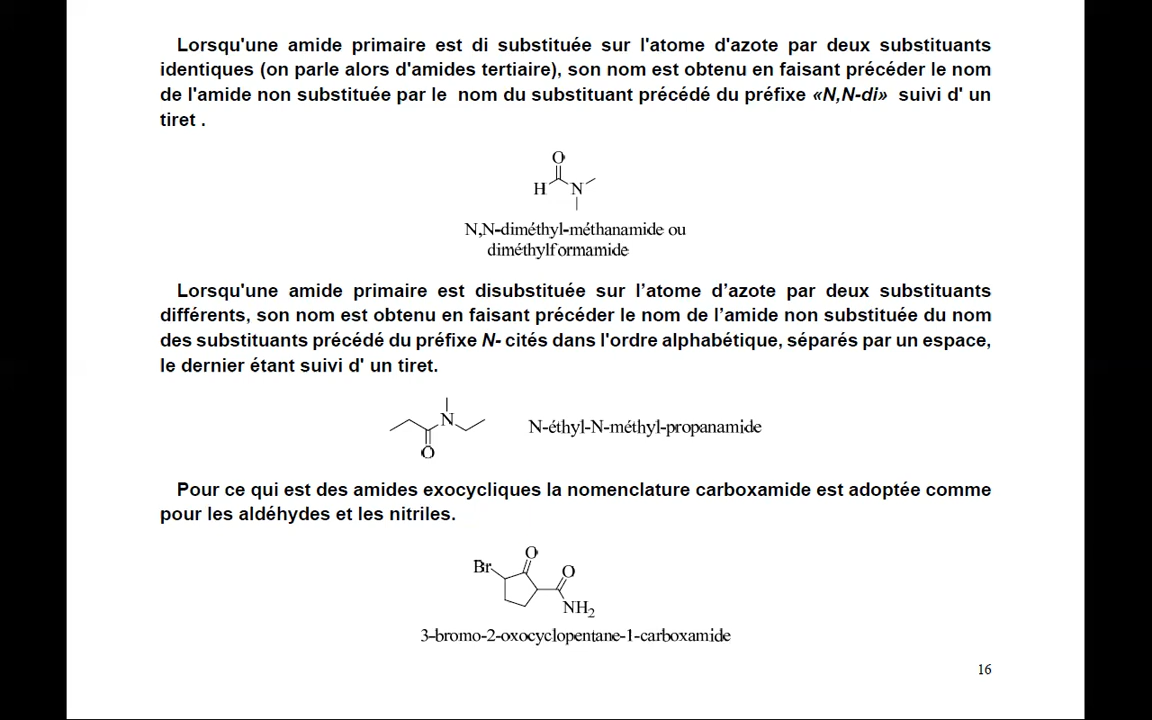 Lorsqu'une amide primaire est di substituée sur l'atome d'azote par deux substituants
identiques (on parle alors d'amides tertiaire), son nom est obtenu en faisant précéder le nom
de l'amide non substituée par le nom du substituant précédé du préfixe «N,N-di» suivi d' un
tiret .
O
H N
N,N-diméthyl-méthanamide ou
diméthylformamide
Lorsqu'une amide primaire est disubstituée sur l’atome d’azote par deux substituants
différents, son nom est obtenu en faisant précéder le nom de l’amide non substituée du nom
des substituants précédé du préfixe N- cités dans l'ordre alphabétique, séparés par un espace,
le dernier étant suivi d' un tiret.
N
O
N-éthyl-N-méthyl-propanamide
Pour ce qui est des amides exocycliques la nomenclature carboxamide est adoptée comme
pour les aldéhydes et les nitriles.
O
Br O
NH2
3-bromo-2-oxocyclopentane-1-carboxamide
16